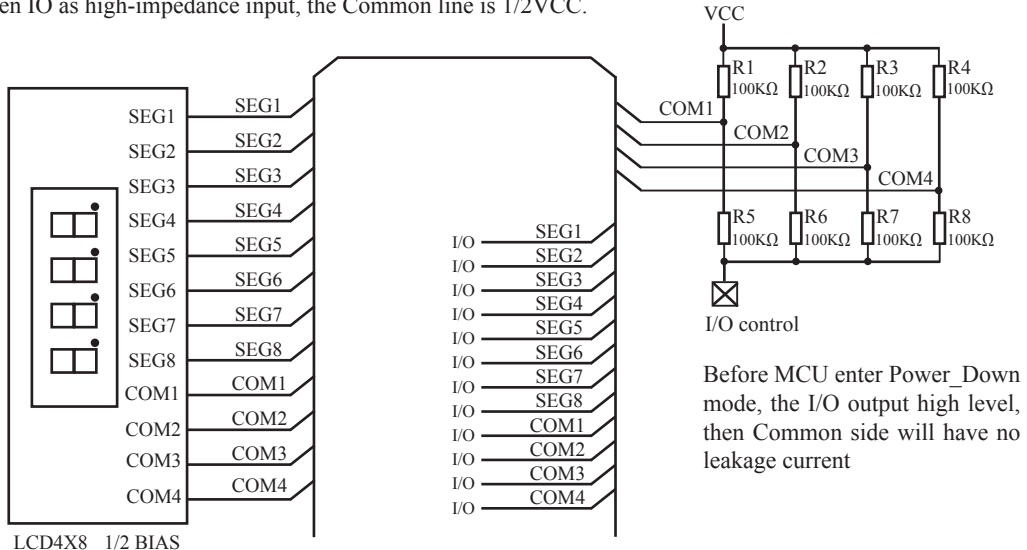 en IO as high-impedance input, the Common line is 1/2VCC.
VCC
R1
100KΩ
R2
100KΩ
R3
100KΩ
R4
100KΩ
COM1
COM2
COM3
COM4
R5
100KΩ
R6
100KΩ
R7
100KΩ
R8
100KΩ
I/O control
Before MCU enter Power_Down
mode, the I/O output high level,
then Common side will have no
leakage current
SEG1 SEG1
SEG2 SEG2
SEG3 SEG3
SEG4 SEG4
SEG5 SEG5
SEG6 SEG6
SEG7 SEG7
SEG8 SEG8
COM1 COM1
COM2 COM2
COM3 COM3
COM4 COM4
I/O SEG1
I/O SEG2
I/O SEG3
I/O SEG4
I/O SEG5
I/O SEG6
I/O SEG7
I/O SEG8
I/O COM1
I/O COM2
I/O COM3
I/O COM4
LCD4X8 1/2 BIAS